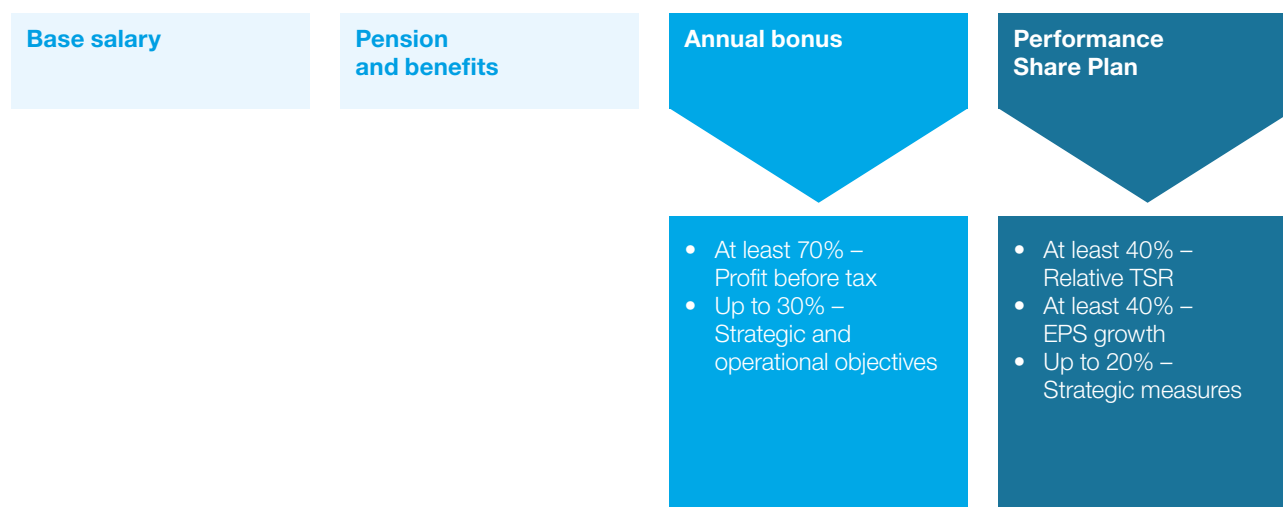 Base salary
Pension
and benefits
Annual bonus
Performance
Share Plan
• At least 70% –
Profit before tax
• Up to 30% –
Strategic and
operational objectives
• At least 40% –
Relative TSR
• At least 40% –
EPS growth
• Up to 20% –
Strategic measures